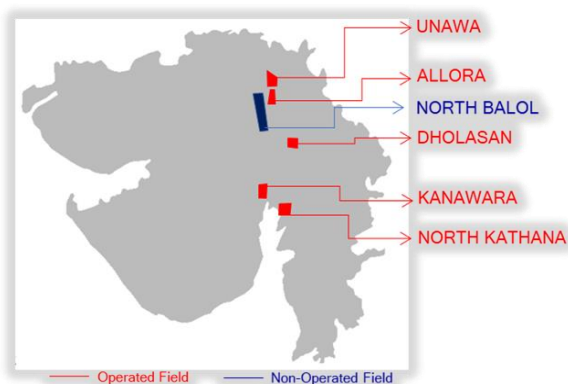 UNAWA
ALLORA
NORTH BALOL
DHOLASAN
KANAWARA
NORTH KATHANA
Operated Field
Non-Operated Field